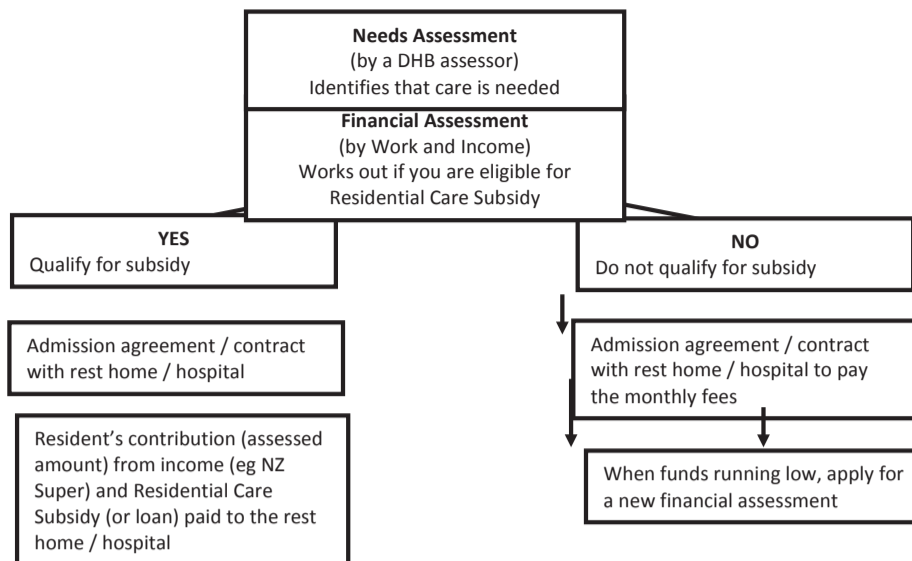 Needs Assessment
(by a DHB assessor)
Identifies that care is needed
Financial Assessment
(by Work and Income)
Works out if you are eligible for
Residential Care Subsidy
YES
Qualify for subsidy
NO
Do not qualify for subsidy
Admission agreement / contract
with rest home / hospital
Admission agreement / contract
with rest home / hospital to pay
the monthly fees
Resident’s contribution (assessed
amount) from income (eg NZ
Super) and Residential Care
Subsidy (or loan) paid to the rest
home / hospital
When funds running low, apply for
a new financial assessment